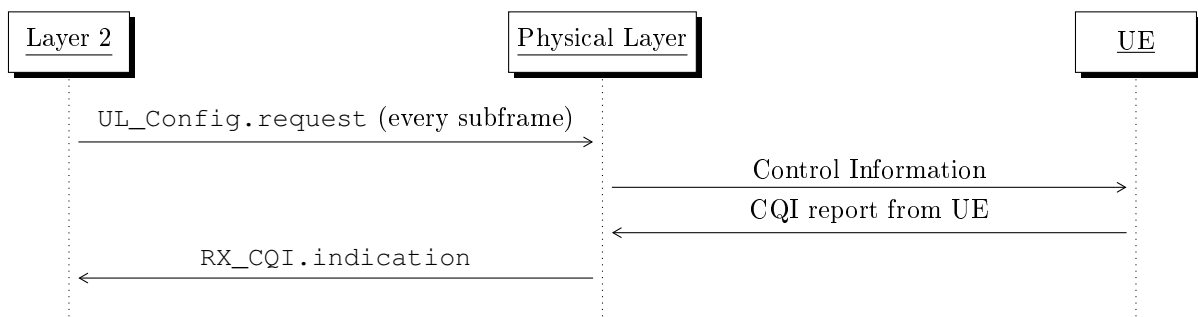 Layer 2
Physical Layer
UE
UL_Config.request (every subframe)
Control Information
CQI report from UE
RX_CQI.indication